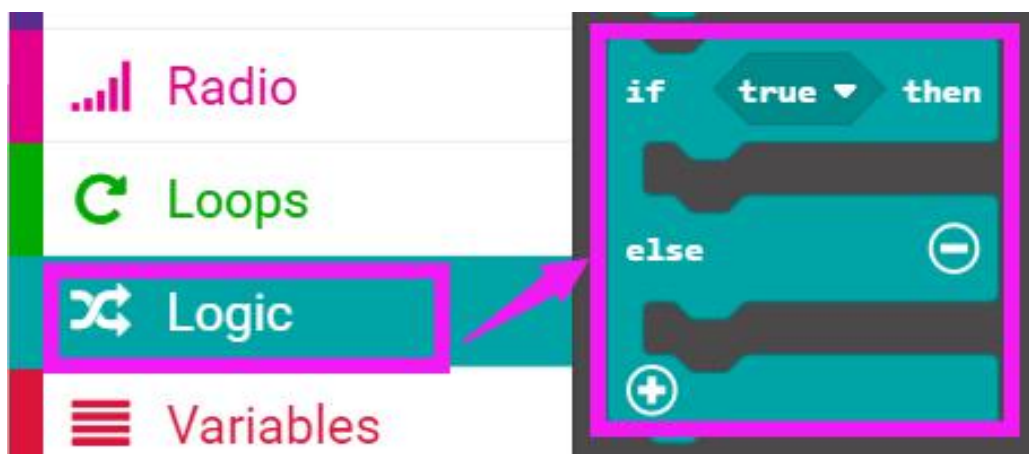 Radio
Loops
Logic
Variables
if true then
else